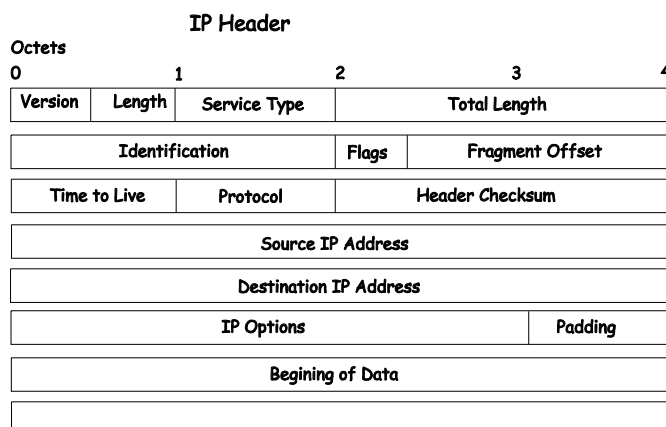 IP Header
Octets
0 1 2 3 4
Version Length Service Type Total Length
Identification Flags Fragment Offset
Time to Live Protocol Header Checksum
Source IP Address
Destination IP Address
IP Options Padding
Begining of Data